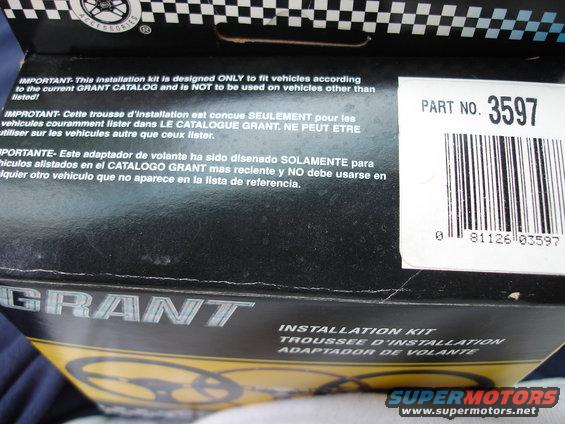 ACCESSORIES
®
IMPORTANT- This installation kit is designed ONLY to fit vehicles according
to the current GRANT CATALOG and is NOT to be used on vehicles other than
listed!
IMPROTANT- Cette trousse d'installation est concue SEULEMENT pour les
vehicules couramment lister dans LE CATALOGUE GRANT. NE PEUT ETRE
utiliser sur les vehicules autre que ceux lister.
IMPORTANTE- Este adaptador de volante ha sido disenado SOLAMENTE para
hiculos alistados en el CATALOGO GRANT mas reciente y NO debe usarse en
lquier otro vehiculo que no aparece en la lista de referencia.
PART NO. 3597
0 81126 03597
GRANT
INSTALLATION KIT
TROUSSEE D'INSTALLATION
ADAPTADOR DE VOLANTE
SUPERMOTORS
www.supermotors.net